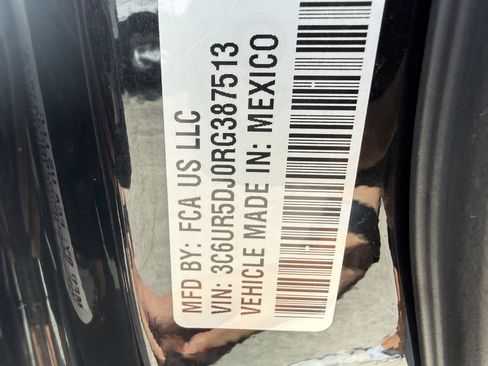 MFD BY: FCA US LLC
VIN: 3C6UR5DJ0RG387513
VEHICLE MADE IN: MEXICO